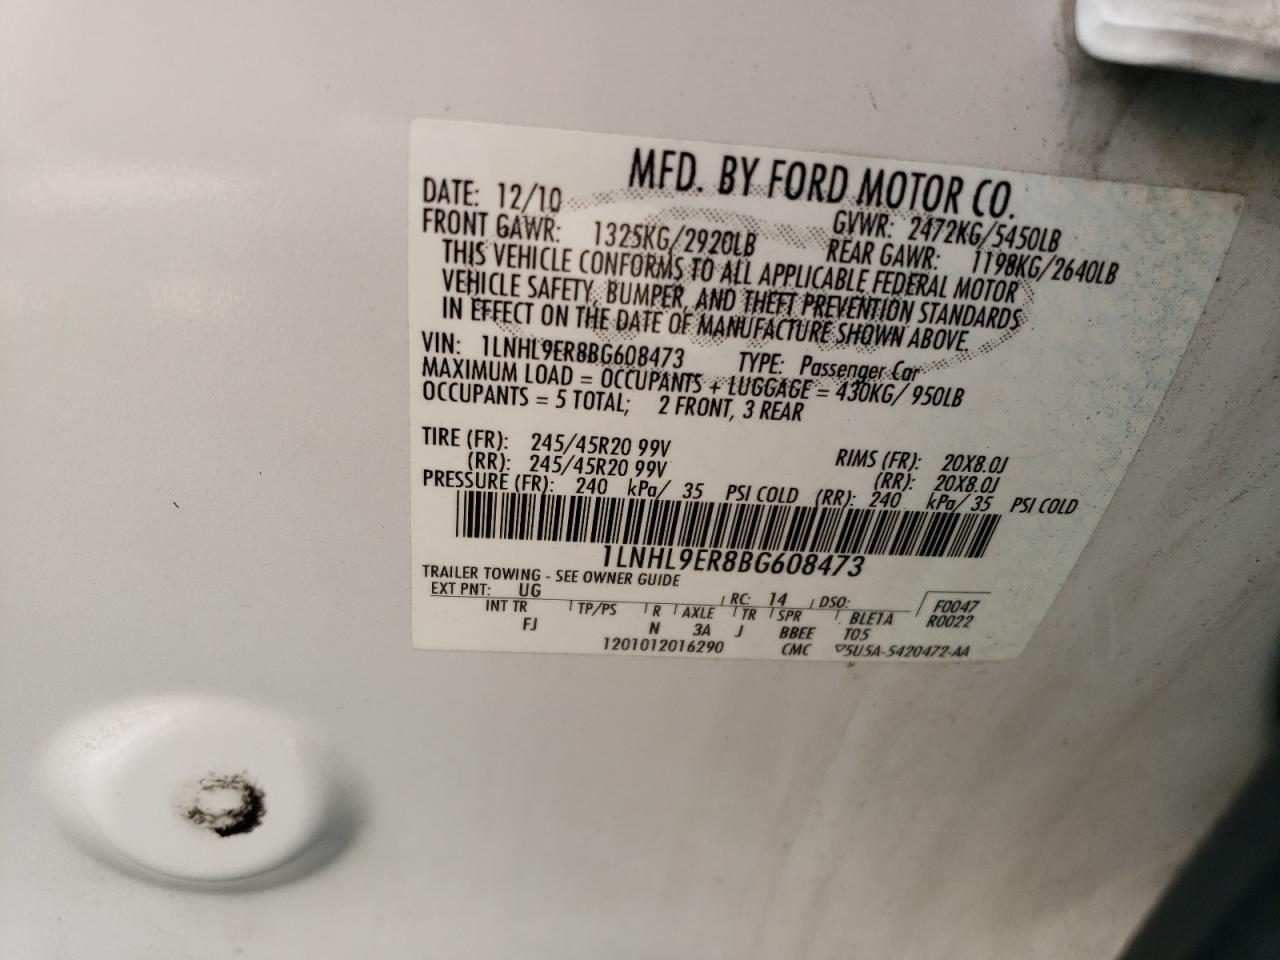 MFD. BY FORD MOTOR CO.
DATE: 12/10 GVWR: 2472KG/5450LB
FRONT GAWR: 1325KG/2920LB REAR GAWR: 1198KG/2640LB
THIS VEHICLE CONFORMS TO ALL APPLICABLE FEDERAL MOTOR
VEHICLE SAFETY, BUMPER, AND THEFT PREVENTION STANDARDS
IN EFFECT ON THE DATE OF MANUFACTURE SHOWN ABOVE.
VIN: 1LNHL9ER8BG608473 TYPE: Passenger Car
MAXIMUM LOAD = OCCUPANTS + LUGGAGE = 430KG/ 950LB
OCCUPANTS = 5 TOTAL; 2 FRONT, 3 REAR
TIRE (FR): 245/45R20 99V RIMS (FR): 20X8.0J
(RR): 245/45R20 99V (RR): 20X8.0J
PRESSURE (FR): 240 kPa/ 35 PSI COLD (RR): 240 kPa/ 35 PSI COLD
1LNHL9ER8BG608473
TRAILER TOWING - SEE OWNER GUIDE
EXT PNT: UG RC: 14 DSO: F0047
INT TR TP/PS R AXLE TR SPR BLE1A R0022
FJ N 3A J BBEE T05
1201012016290 CMC 5U5A-5420472-AA